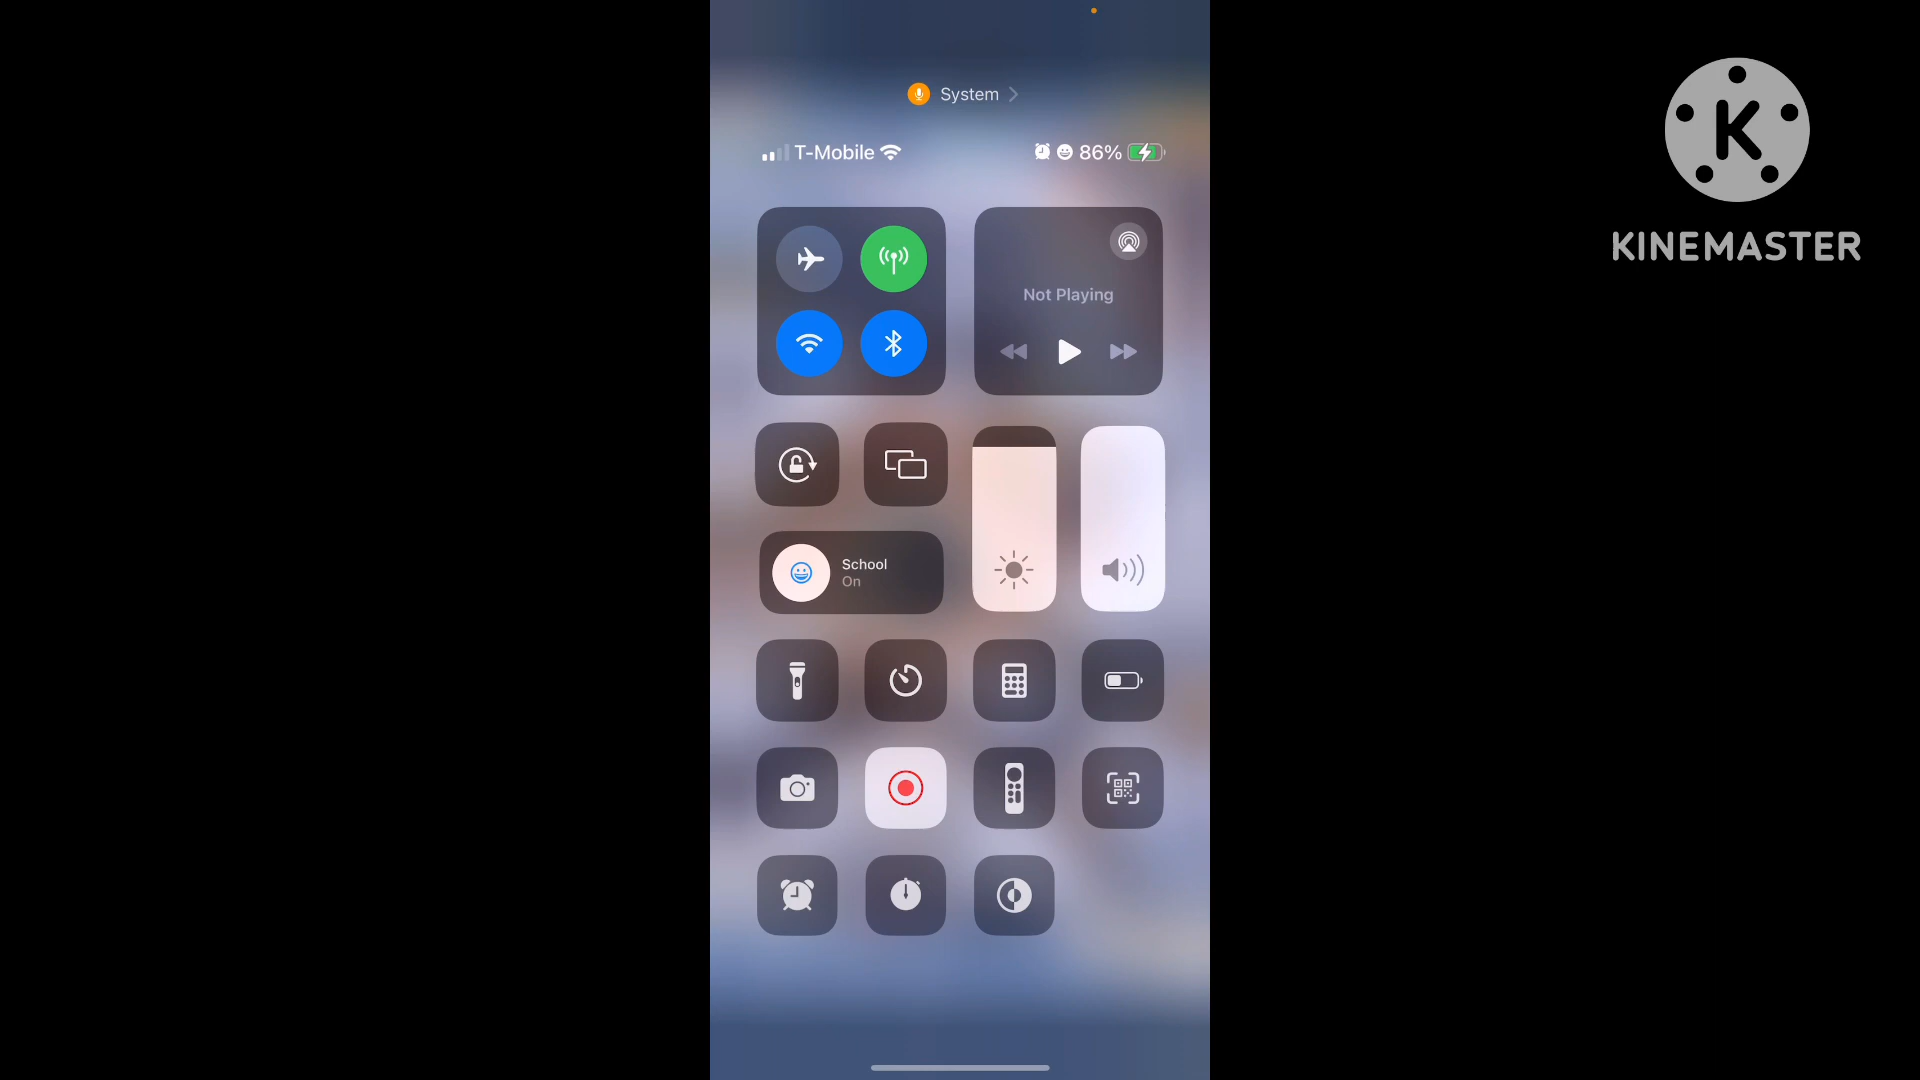 System
T-Mobile
86%
KINEMASTER
Not Playing
School
On